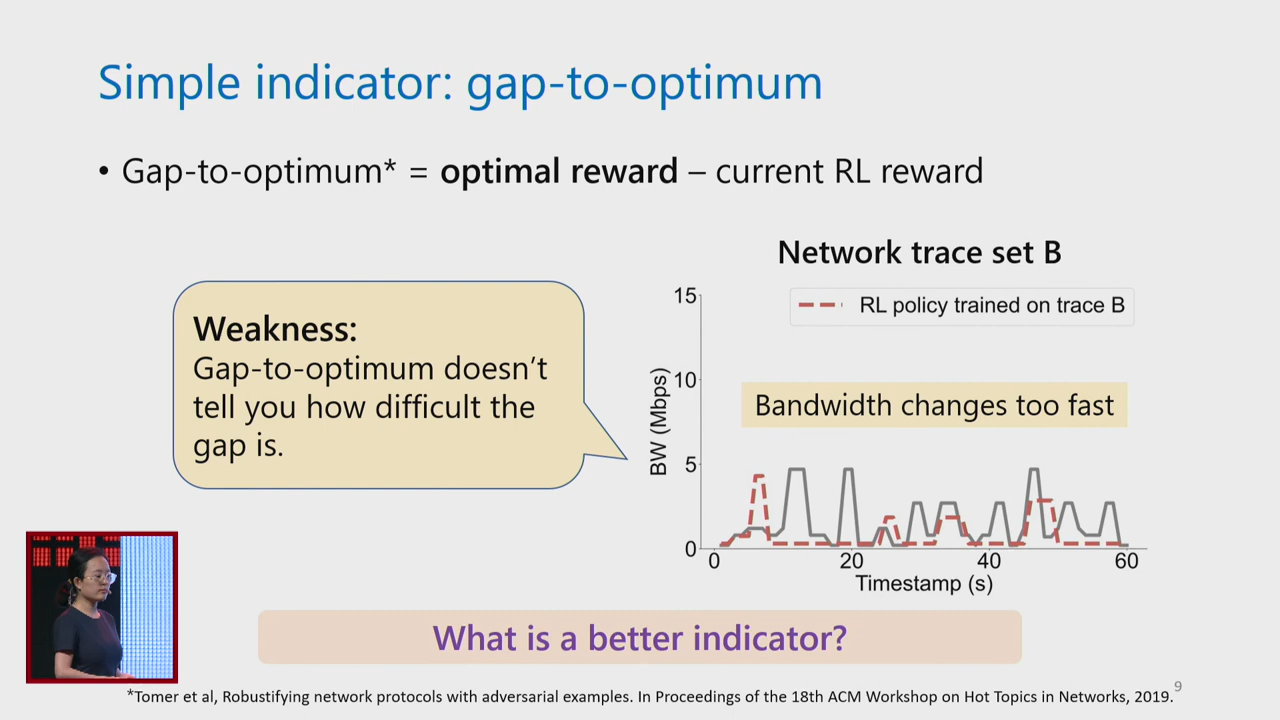 Simple indicator: gap-to-optimum
• Gap-to-optimum* = optimal reward – current RL reward
Network trace set B
Weakness:
Gap-to-optimum doesn’t
tell you how difficult the
gap is.
15
RL policy trained on trace B
10
Bandwidth changes too fast
BW (Mbps)
5
0
0 20 40 60
Timestamp (s)
What is a better indicator?
*Tomer et al, Robustifying network protocols with adversarial examples. In Proceedings of the 18th ACM Workshop on Hot Topics in Networks, 2019.
9